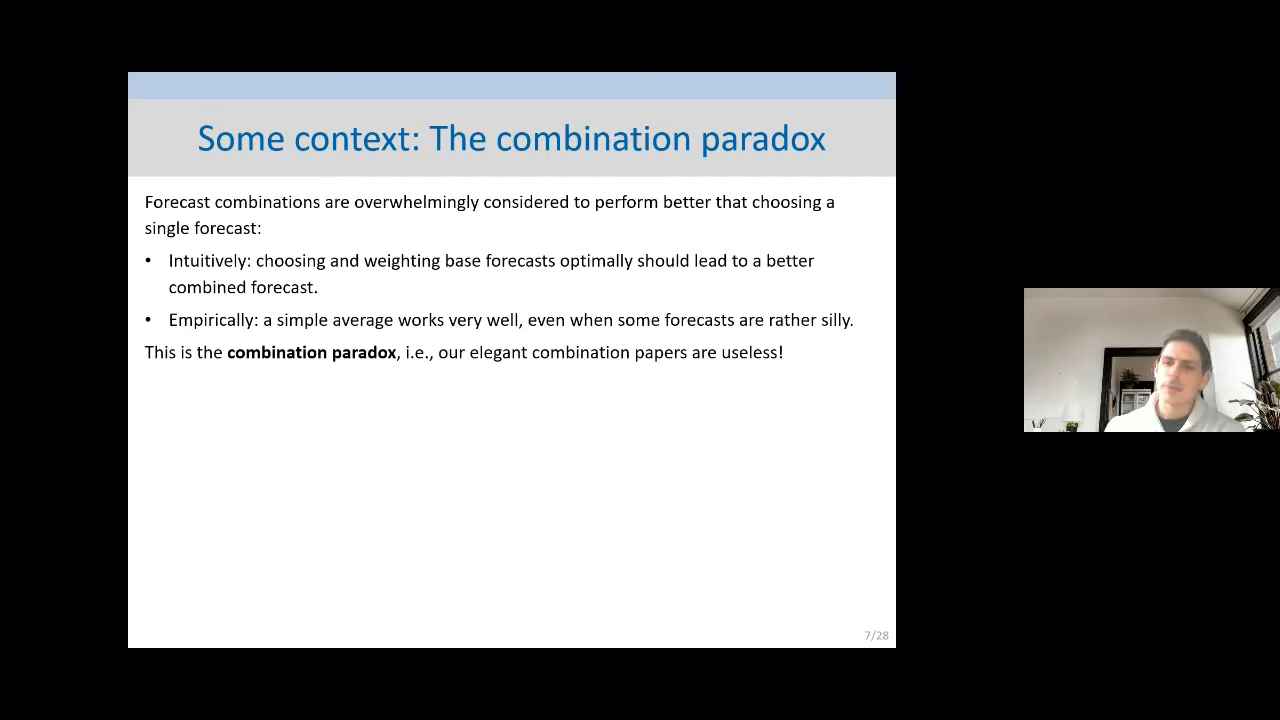 Some context: The combination paradox
Forecast combinations are overwhelmingly considered to perform better that choosing a
single forecast:
• Intuitively: choosing and weighting base forecasts optimally should lead to a better
combined forecast.
• Empirically: a simple average works very well, even when some forecasts are rather silly.
This is the combination paradox, i.e., our elegant combination papers are useless!
7/28